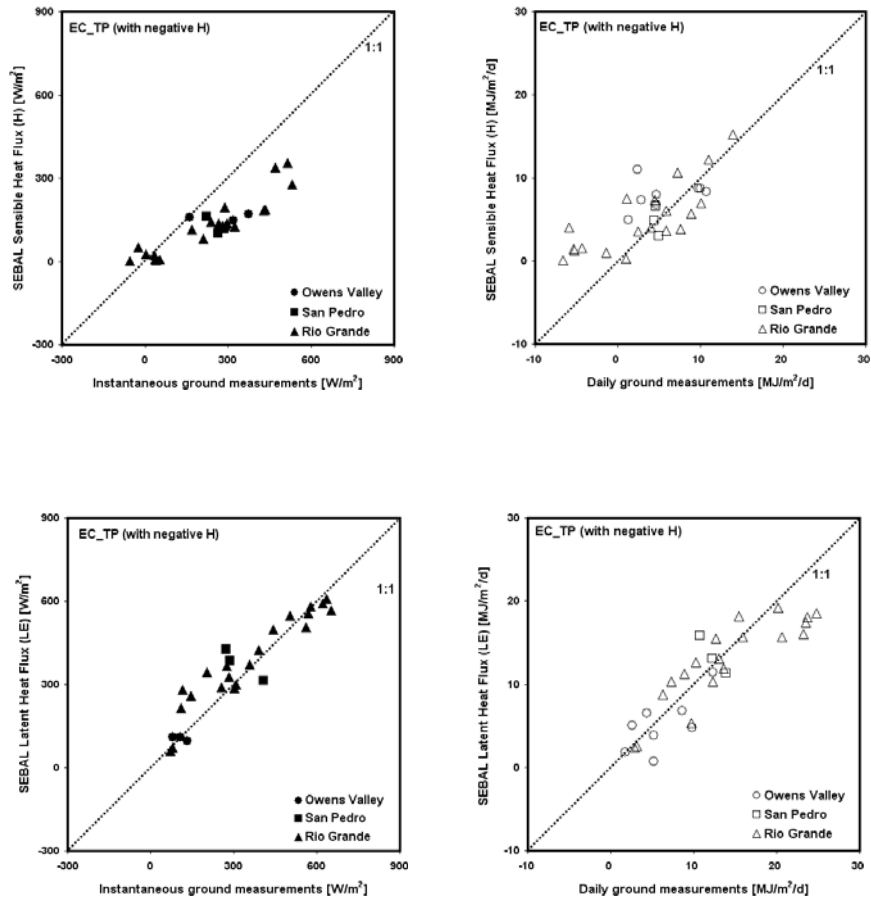 900
EC_TP (with negative H)
1:1
600
300
0
-300
SEBAL Sensible Heat Flux (H) [W/m²]
Owens Valley
San Pedro
Rio Grande
-300 0 300 600 900
Instantaneous ground measurements [W/m²]
30
EC_TP (with negative H)
1:1
20
10
0
-10
SEBAL Sensible Heat Flux (H) [MJ/m²/d]
Owens Valley
San Pedro
Rio Grande
-10 0 10 20 30
Daily ground measurements [MJ/m²/d]
900
EC_TP (with negative H)
1:1
600
300
0
-300
SEBAL Latent Heat Flux (LE) [W/m²]
Owens Valley
San Pedro
Rio Grande
-300 0 300 600 900
Instantaneous ground measurements [W/m²]
30
EC_TP (with negative H)
1:1
20
10
0
-10
SEBAL Latent Heat Flux (LE) [MJ/m²/d]
Owens Valley
San Pedro
Rio Grande
-10 0 10 20 30
Daily ground measurements [MJ/m²/d]